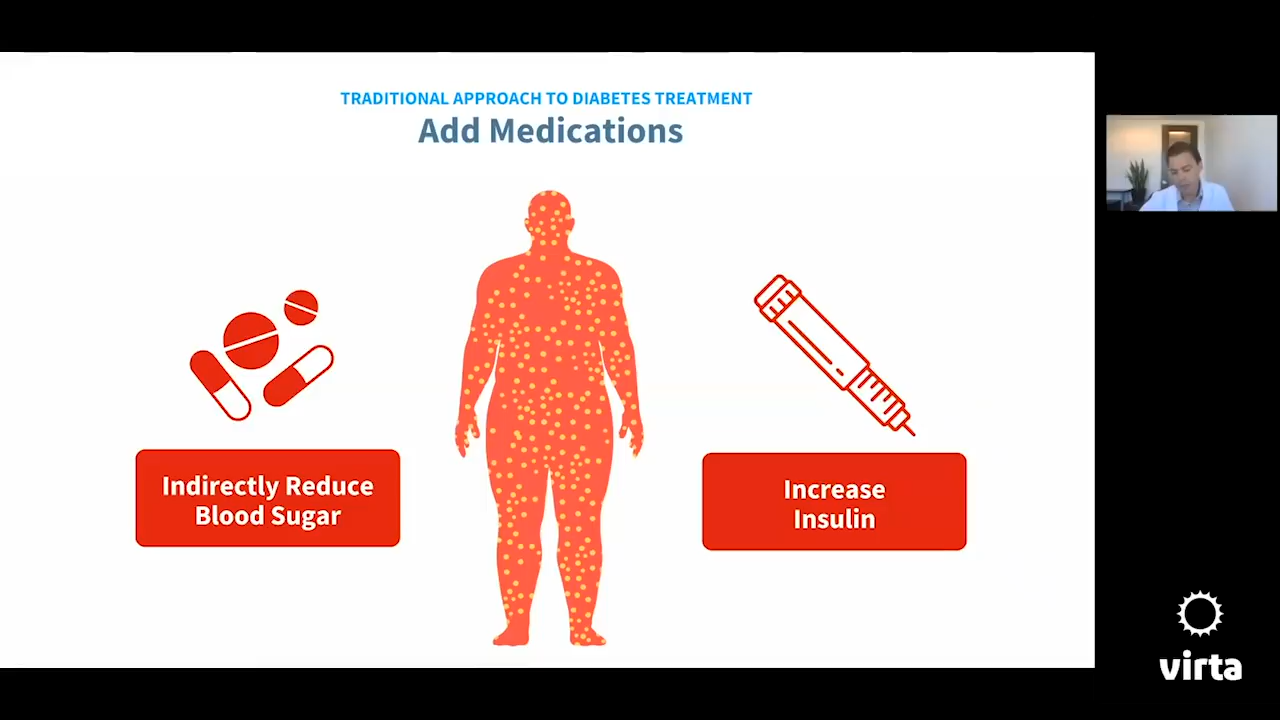 TRADITIONAL APPROACH TO DIABETES TREATMENT
Add Medications
Indirectly Reduce
Blood Sugar
Increase
Insulin
virta